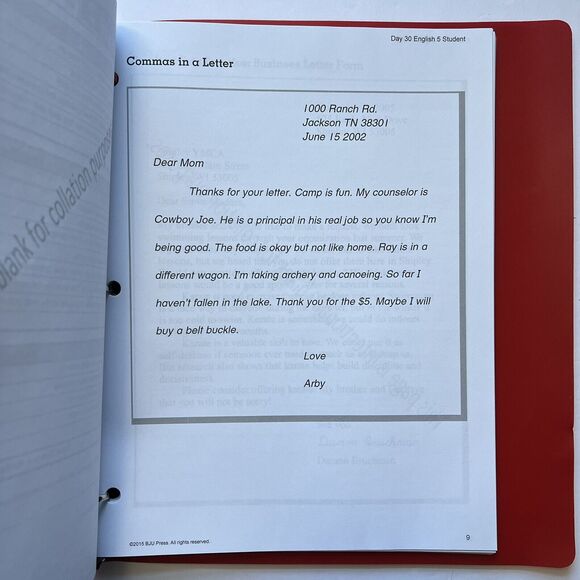 Day 30 English 5 Student
Commas in a Letter
1000 Ranch Rd.
Jackson TN 38301
June 15 2002
Dear Mom
Thanks for your letter. Camp is fun. My counselor is
Cowboy Joe. He is a principal in his real job so you know I'm
being good. The food is okay but not like home. Ray is in a
different wagon. I'm taking archery and canoeing. So far I
haven't fallen in the lake. Thank you for the $5. Maybe I will
buy a belt buckle.
Love
Arby
©2015 BJU Press. All rights reserved.
9
blank for collation purpo